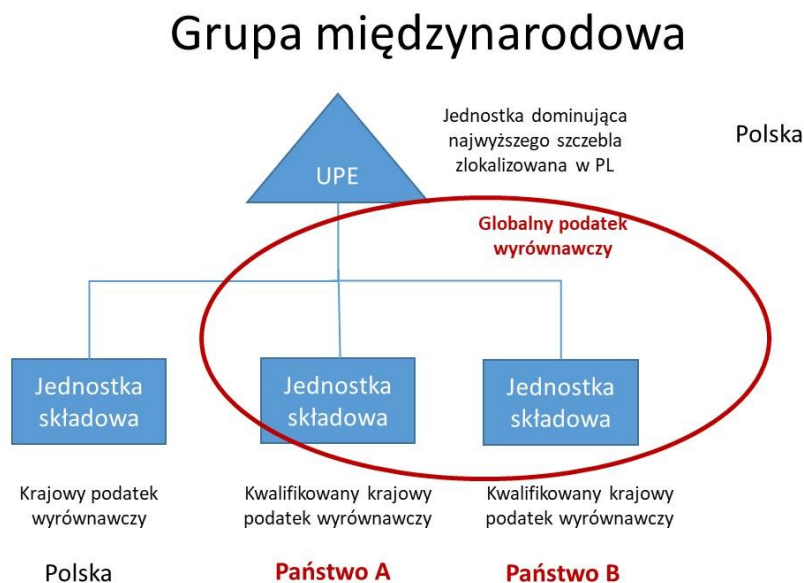 Grupa międzynarodowa
Jednostka dominująca
najwyższego szczebla
zlokalizowana w PL
Polska
UPE
Globalny podatek
wyrównawczy
Jednostka
składowa
Jednostka
składowa
Jednostka
składowa
Krajowy podatek
wyrównawczy
Kwalifikowany krajowy
podatek wyrównawczy
Kwalifikowany krajowy
podatek wyrównawczy
Polska
Państwo A
Państwo B